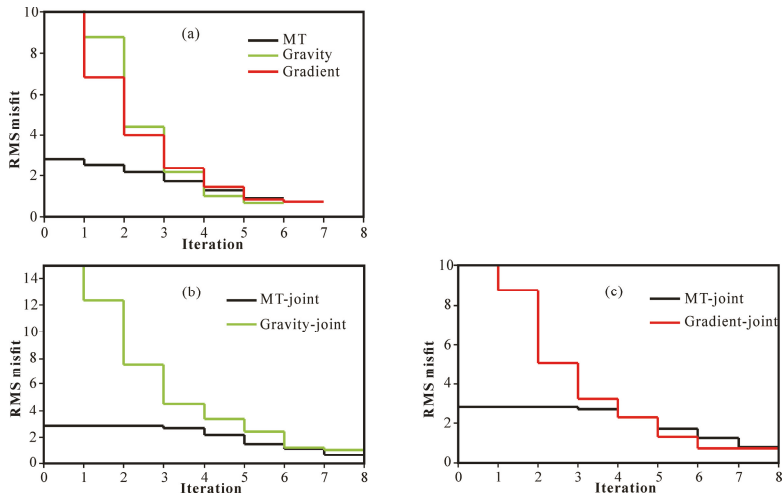 10
8
6
4
2
0
RMS misfit
(a)
MT
Gravity
Gradient
0 1 2 3 4 5 6 7 8
Iteration
14
12
10
8
6
4
2
0
RMS misfit
(b)
MT-joint
Gravity-joint
0 1 2 3 4 5 6 7 8
Iteration
10
8
6
4
2
0
RMS misfit
(c)
MT-joint
Gradient-joint
0 1 2 3 4 5 6 7 8
Iteration